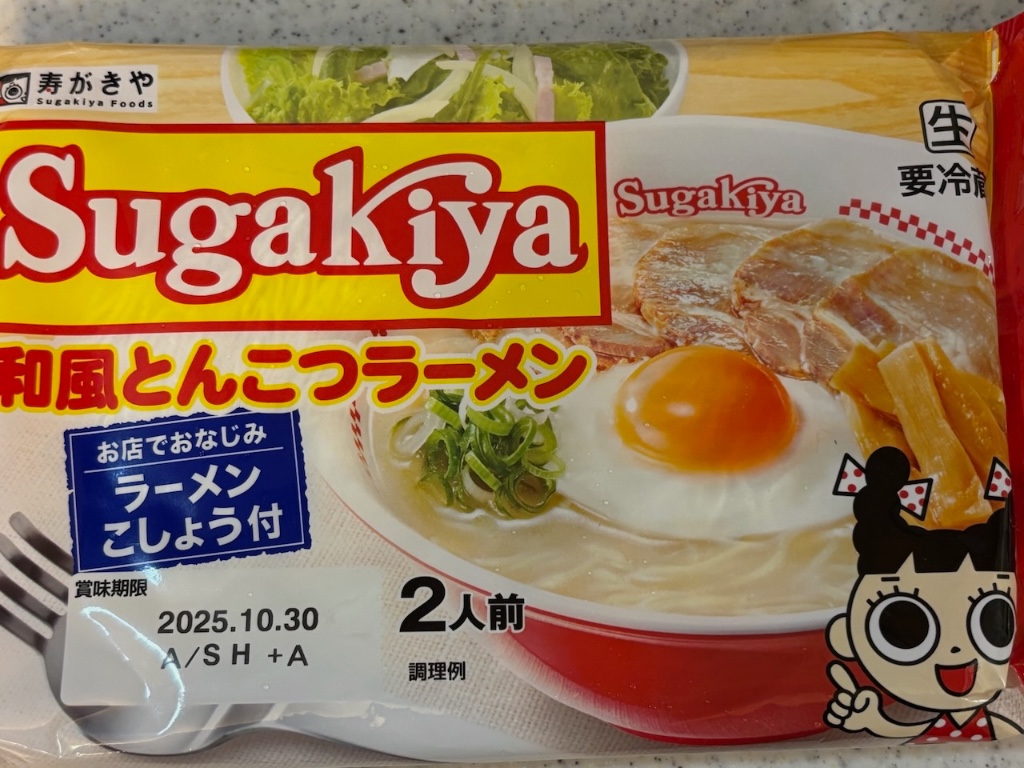 寿がきや
Sugakiya Foods
Sugakiya
生
要冷蔵
Sugakiya
和風とんこつラーメン
お店でおなじみ
ラーメン
こしょう付
賞味期限
2025.10.30
A/SH +A
2人前
調理例